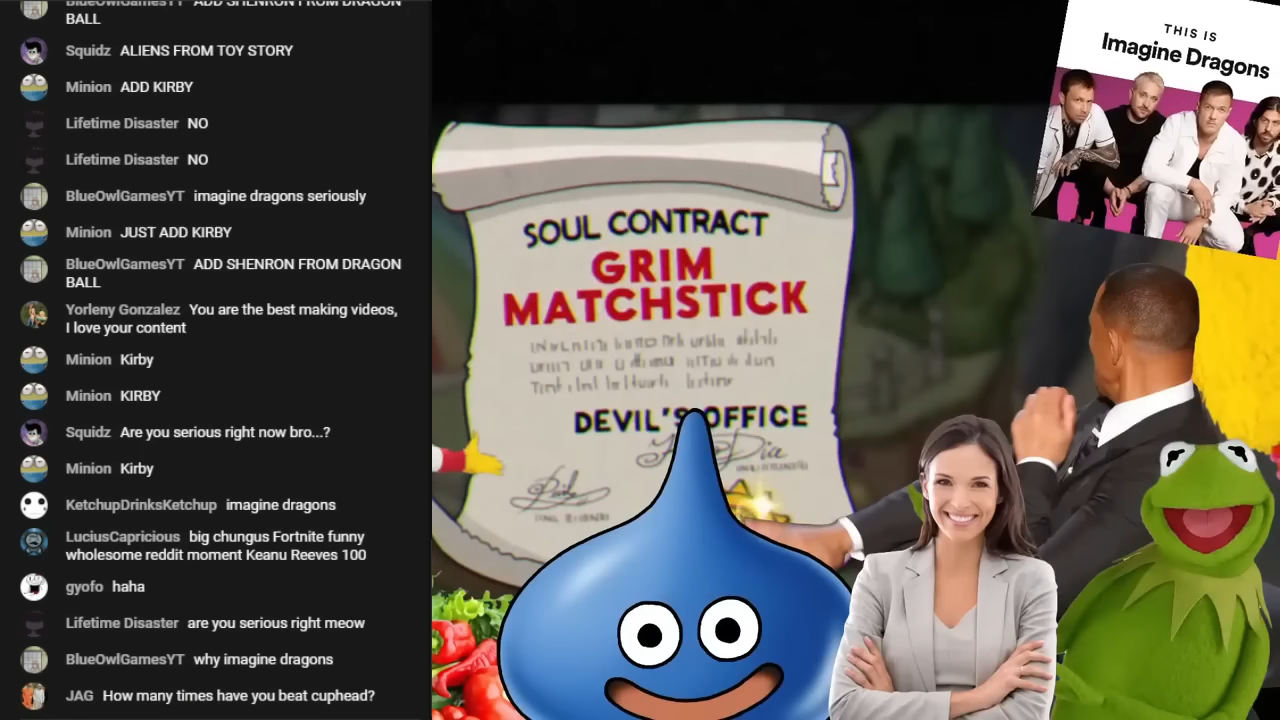 BlueOwlGamesYT ADD SHENRON FROM DRAGON
BALL
Squidz ALIENS FROM TOY STORY
Minion ADD KIRBY
Lifetime Disaster NO
Lifetime Disaster NO
BlueOwlGamesYT imagine dragons seriously
Minion JUST ADD KIRBY
BlueOwlGamesYT ADD SHENRON FROM DRAGON
BALL
Yorleny Gonzalez You are the best making videos,
I love your content
Minion Kirby
Minion KIRBY
Squidz Are you serious right now bro...?
Minion Kirby
KetchupDrinksKetchup imagine dragons
LuciusCapricious big chungus Fortnite funny
wholesome reddit moment Keanu Reeves 100
gyofo haha
Lifetime Disaster are you serious right meow
BlueOwlGamesYT why imagine dragons
JAG How many times have you beat cuphead?
SOUL CONTRACT
GRIM
MATCHSTICK
DEVIL'S OFFICE
THIS IS
Imagine Dragons